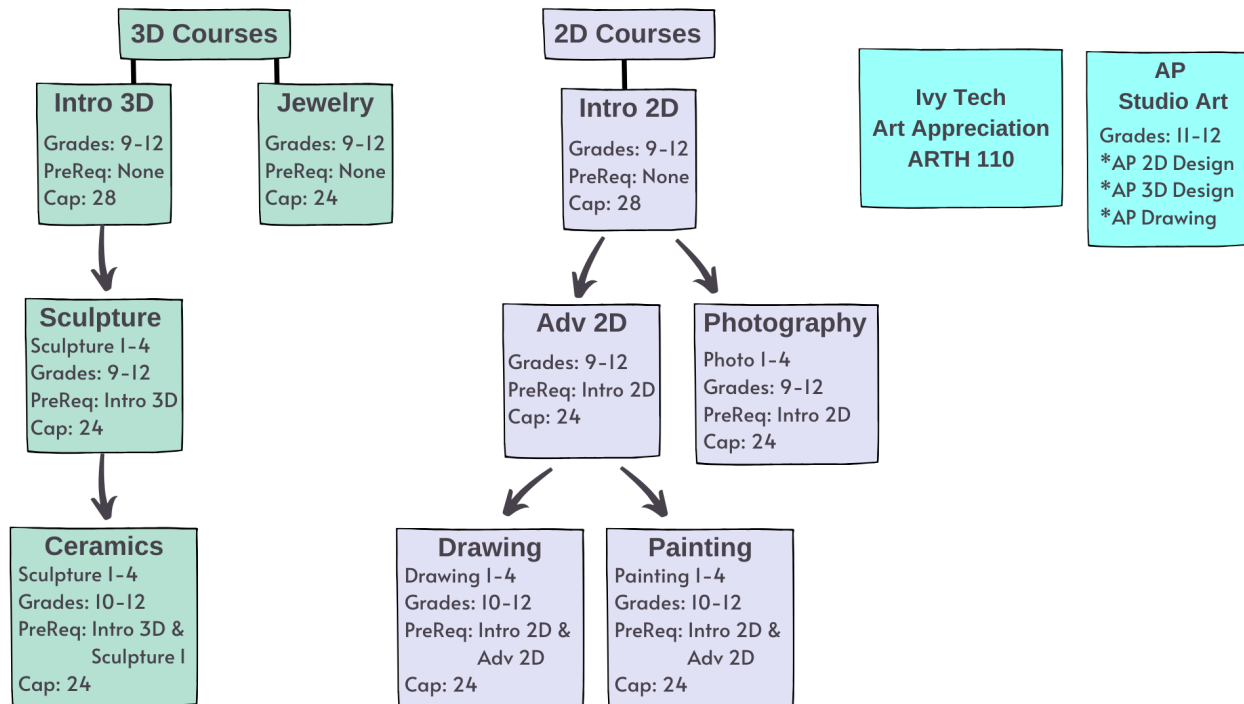 3D Courses
Intro 3D
Grades: 9-12
PreReq: None
Cap: 28
Jewelry
Grades: 9-12
PreReq: None
Cap: 24
Sculpture
Sculpture 1-4
Grades: 9-12
PreReq: Intro 3D
Cap: 24
Ceramics
Sculpture 1-4
Grades: 10-12
PreReq: Intro 3D &
Sculpture 1
Cap: 24
2D Courses
Intro 2D
Grades: 9-12
PreReq: None
Cap: 28
Adv 2D
Grades: 9-12
PreReq: Intro 2D
Cap: 24
Photography
Photo 1-4
Grades: 9-12
PreReq: Intro 2D
Cap: 24
Drawing
Drawing 1-4
Grades: 10-12
PreReq: Intro 2D &
Adv 2D
Cap: 24
Painting
Painting 1-4
Grades: 10-12
PreReq: Intro 2D &
Adv 2D
Cap: 24
Ivy Tech
Art Appreciation
ARTH 110
AP
Studio Art
Grades: 11-12
*AP 2D Design
*AP 3D Design
*AP Drawing